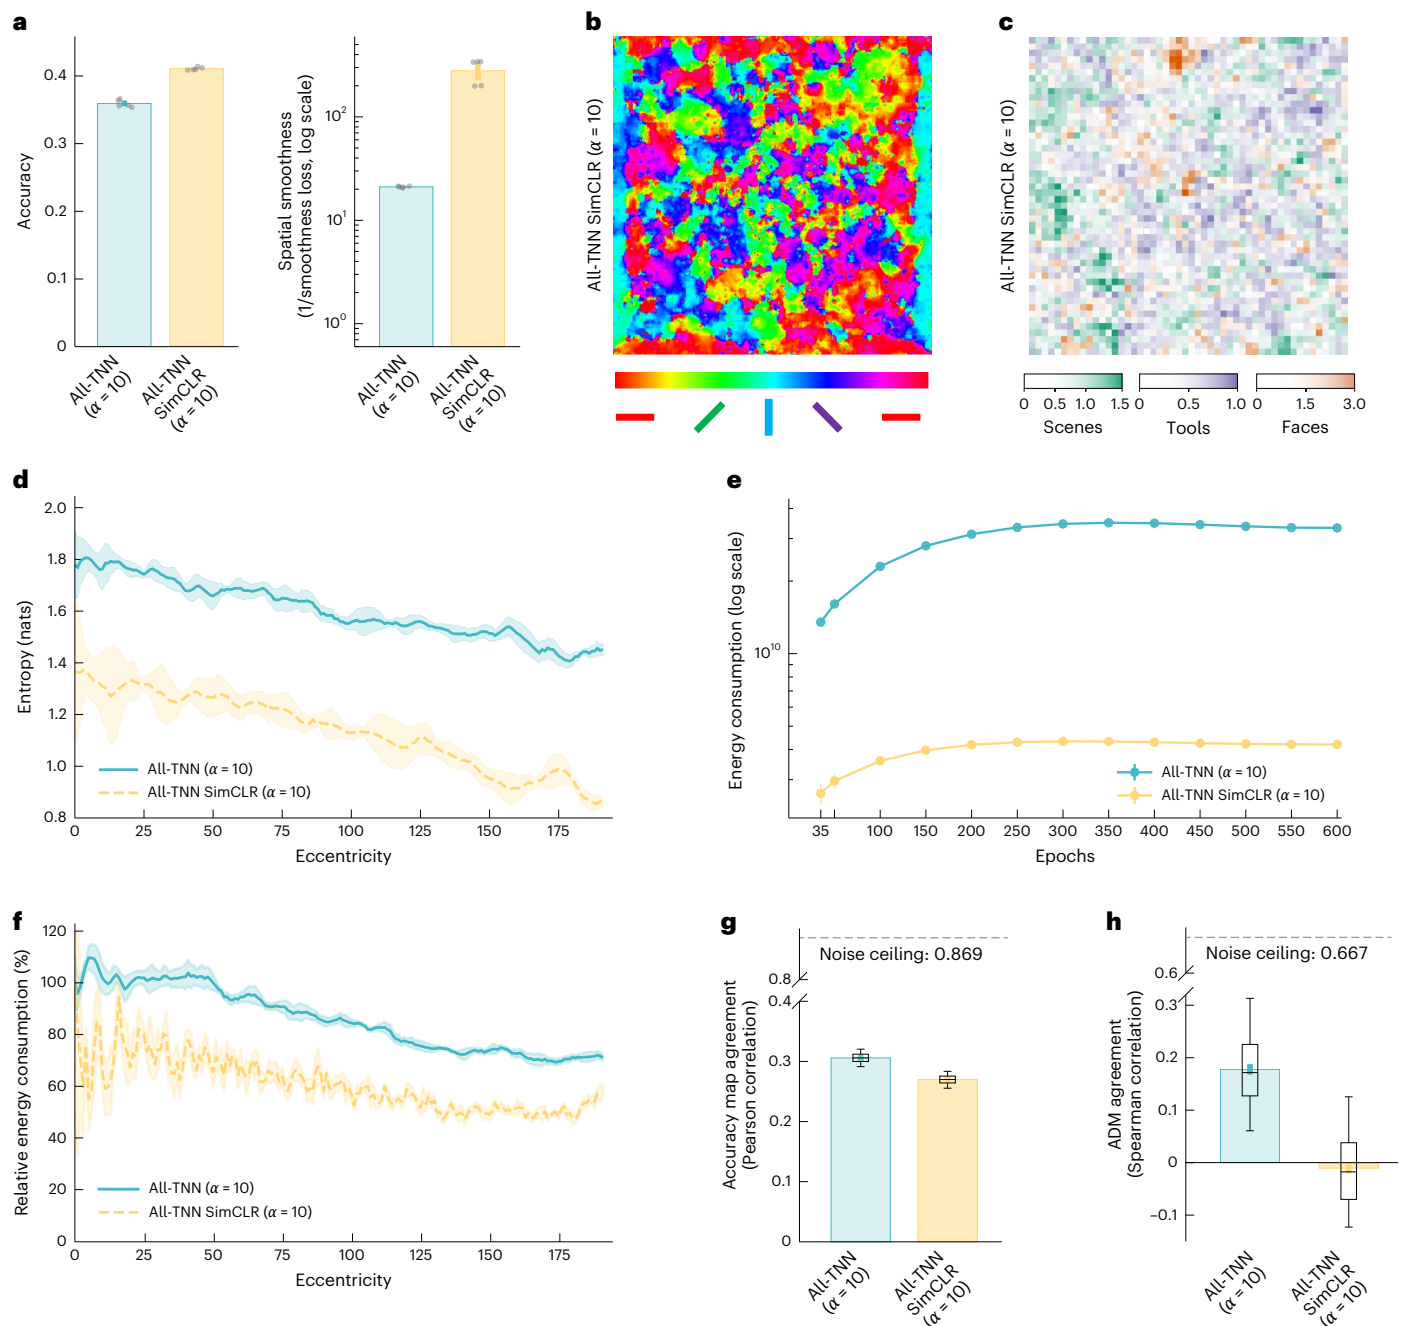 a
0.4
0.3
0.2
0.1
0
Accuracy
All-TNN
(α = 10)
All-TNN
SimCLR
(α = 10)
10²
10¹
10⁰
Spatial smoothness
(1/smoothness loss, log scale)
All-TNN
(α = 10)
All-TNN
SimCLR
(α = 10)
b
All-TNN SimCLR (α = 10)
c
All-TNN SimCLR (α = 10)
0 0.5 1.0 1.5
Scenes
0 0.5 1.0
Tools
0 1.5 3.0
Faces
d
2.0
1.8
1.6
1.4
1.2
1.0
0.8
Entropy (nats)
All-TNN (α = 10)
All-TNN SimCLR (α = 10)
0 25 50 75 100 125 150 175
Eccentricity
e
10¹⁰
Energy consumption (log scale)
All-TNN (α = 10)
All-TNN SimCLR (α = 10)
35 100 150 200 250 300 350 400 450 500 550 600
Epochs
f
120
100
80
60
40
20
0
Relative energy consumption (%)
All-TNN (α = 10)
All-TNN SimCLR (α = 10)
0 25 50 75 100 125 150 175
Eccentricity
g
Noise ceiling: 0.869
0.8
0.4
0.3
0.2
0.1
0
Accuracy map agreement
(Pearson correlation)
All-TNN
(α = 10)
All-TNN
SimCLR
(α = 10)
h
Noise ceiling: 0.667
0.6
0.3
0.2
0.1
0
−0.1
ADM agreement
(Spearman correlation)
All-TNN
(α = 10)
All-TNN
SimCLR
(α = 10)